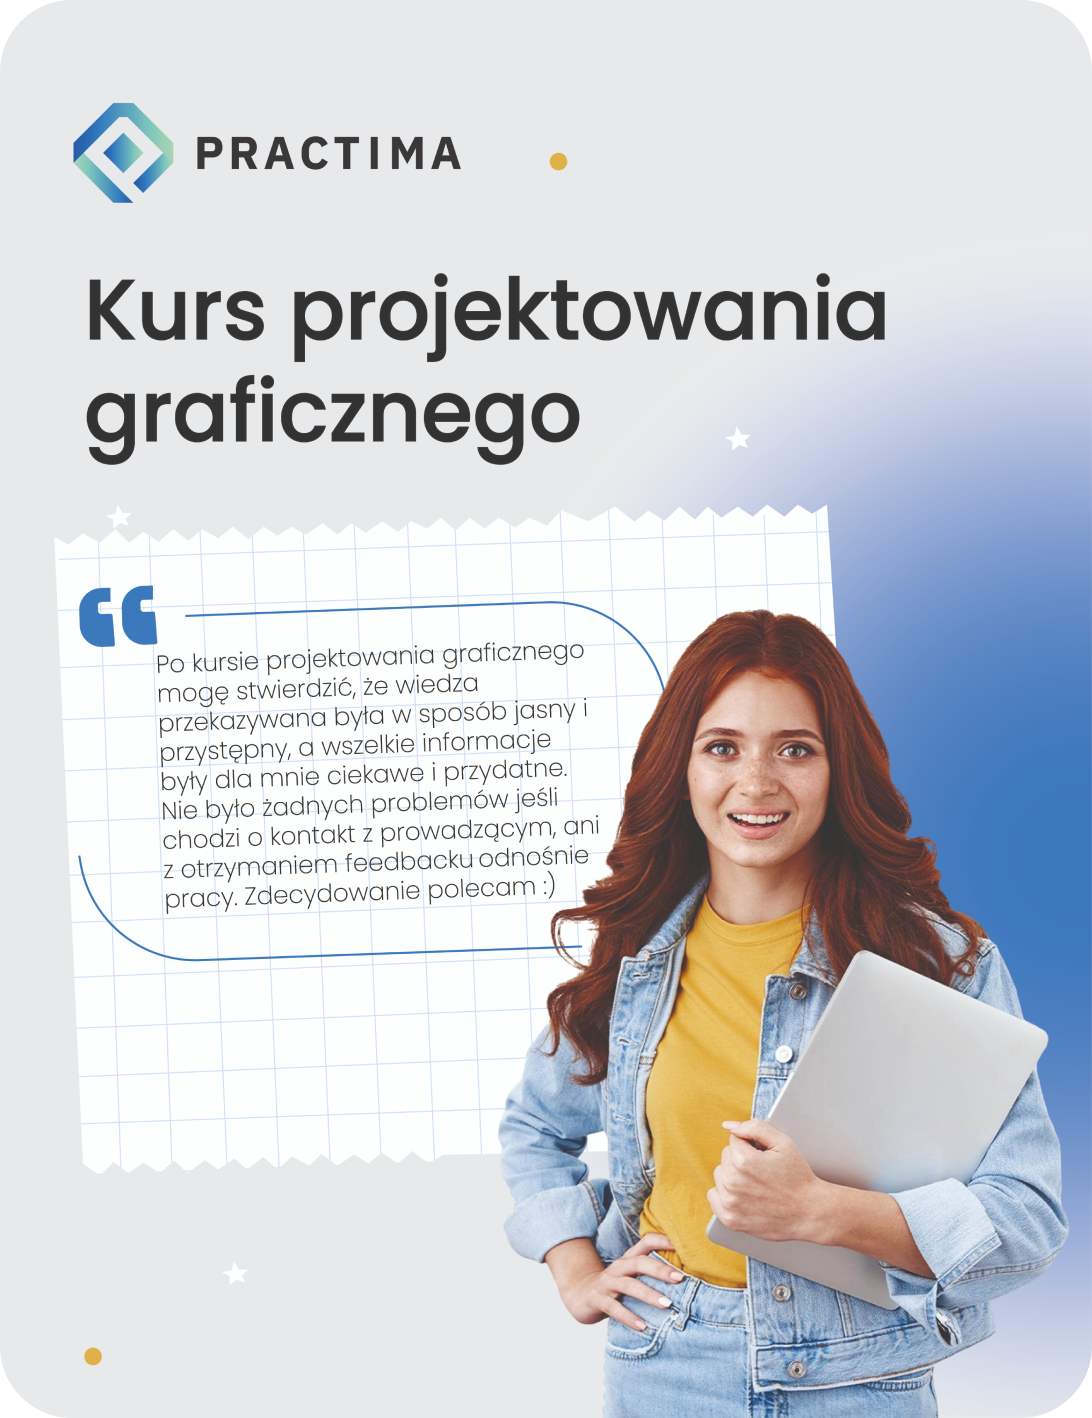 PRACTIMA
Kurs projektowania
graficznego
Po kursie projektowania graficznego
mogę stwierdzić, że wiedza
przekazywana była w sposób jasny i
przystępny, a wszelkie informacje
były dla mnie ciekawe i przydatne.
Nie było żadnych problemów jeśli
chodzi o kontakt z prowadzącym, ani
z otrzymaniem feedbacku odnośnie
pracy. Zdecydowanie polecam :)